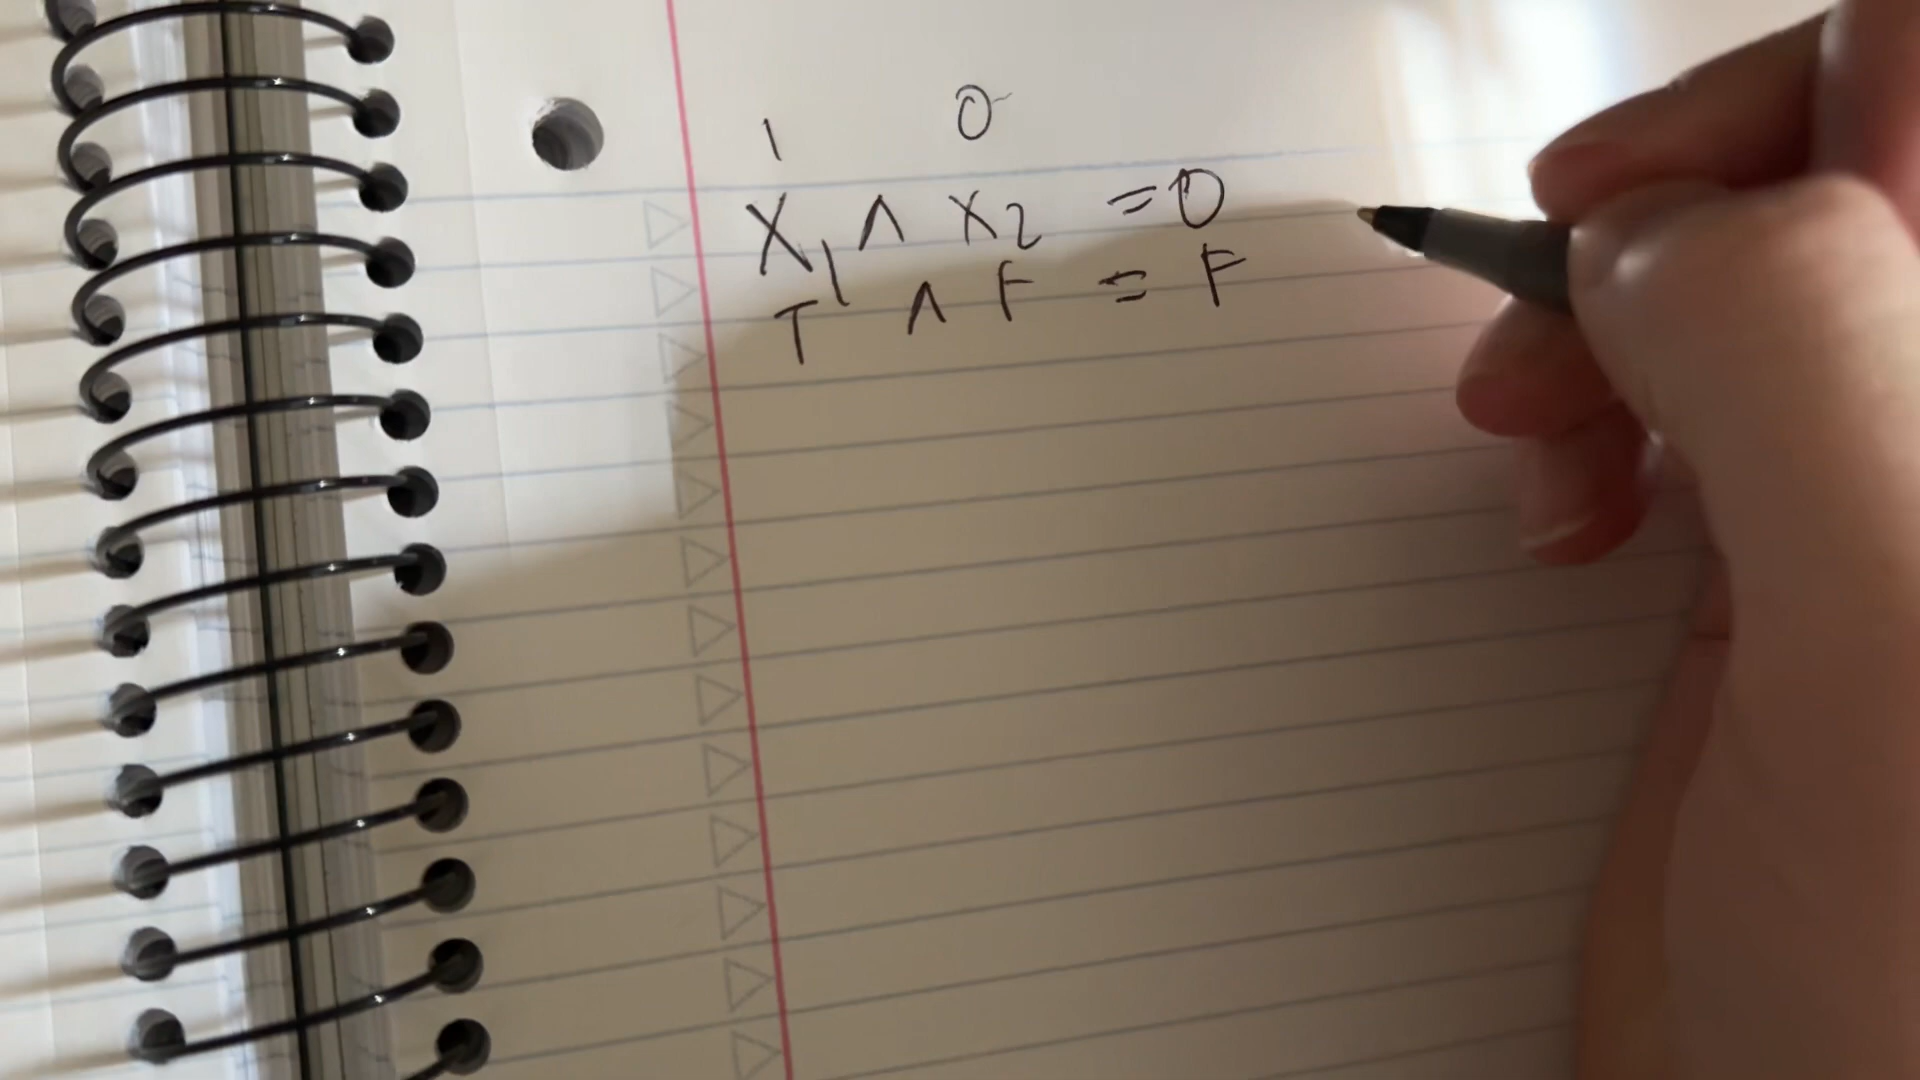 1 0
X₁ ∧ X₂ = 0
T ∧ F = F